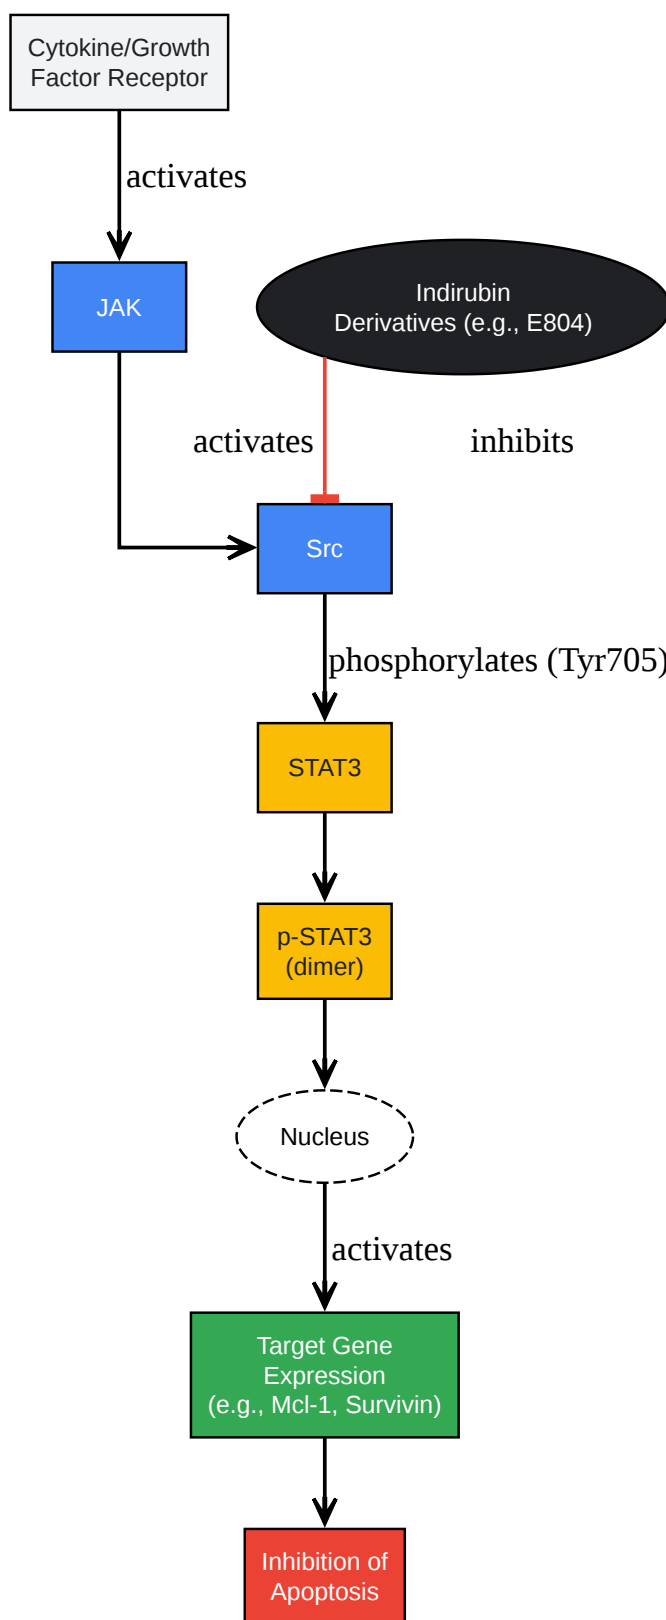 Cytokine/Growth
Factor Receptor
activates
JAK
Indirubin
Derivatives (e.g., E804)
activates
inhibits
Src
phosphorylates (Tyr705)
STAT3
p-STAT3
(dimer)
Nucleus
activates
Target Gene
Expression
(e.g., Mcl-1, Survivin)
Inhibition of
Apoptosis